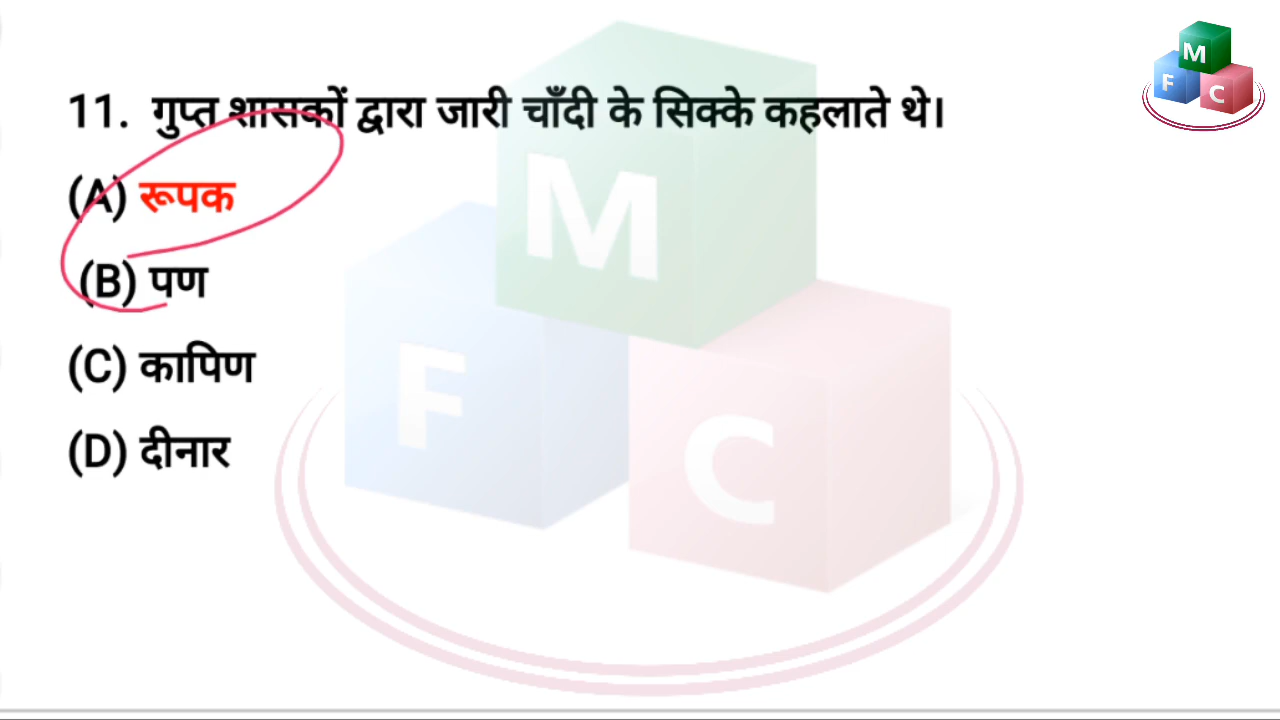 11. गुप्त शासकों द्वारा जारी चाँदी के सिक्के कहलाते थे।
(A) रूपक
(B) पण
(C) कापिण
(D) दीनार
M
F
C
M
F
C